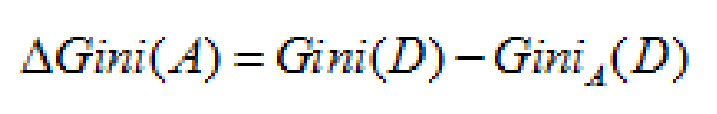 ΔGini(A) = Gini(D) − Gini_A(D)